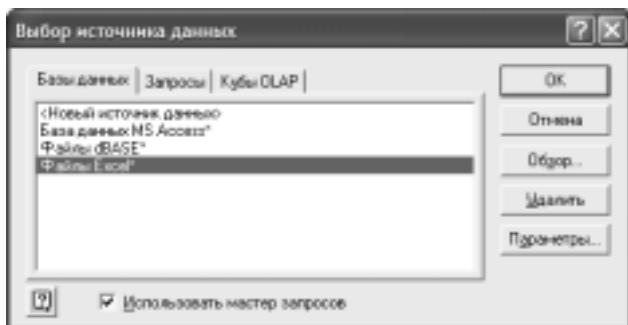 Выбор источника данных
Базы данных Запросы Кубы OLAP
<Новый источник данных>
База данных MS Access*
Файлы dBASE*
Файлы Excel*
OK
Отмена
Обзор...
Удалить
Параметры...
Использовать мастер запросов